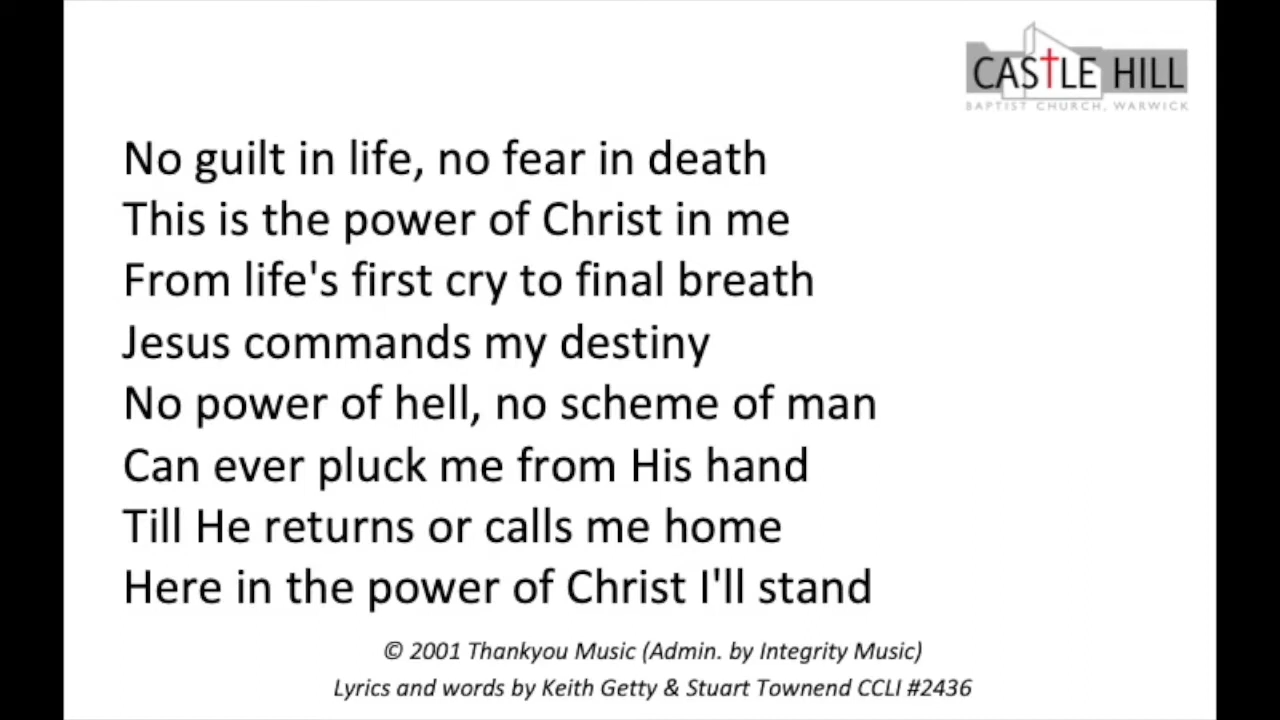 CASTLE HILL
BAPTIST CHURCH, WARWICK
No guilt in life, no fear in death
This is the power of Christ in me
From life's first cry to final breath
Jesus commands my destiny
No power of hell, no scheme of man
Can ever pluck me from His hand
Till He returns or calls me home
Here in the power of Christ I'll stand
© 2001 Thankyou Music (Admin. by Integrity Music)
Lyrics and words by Keith Getty & Stuart Townend CCLI #2436